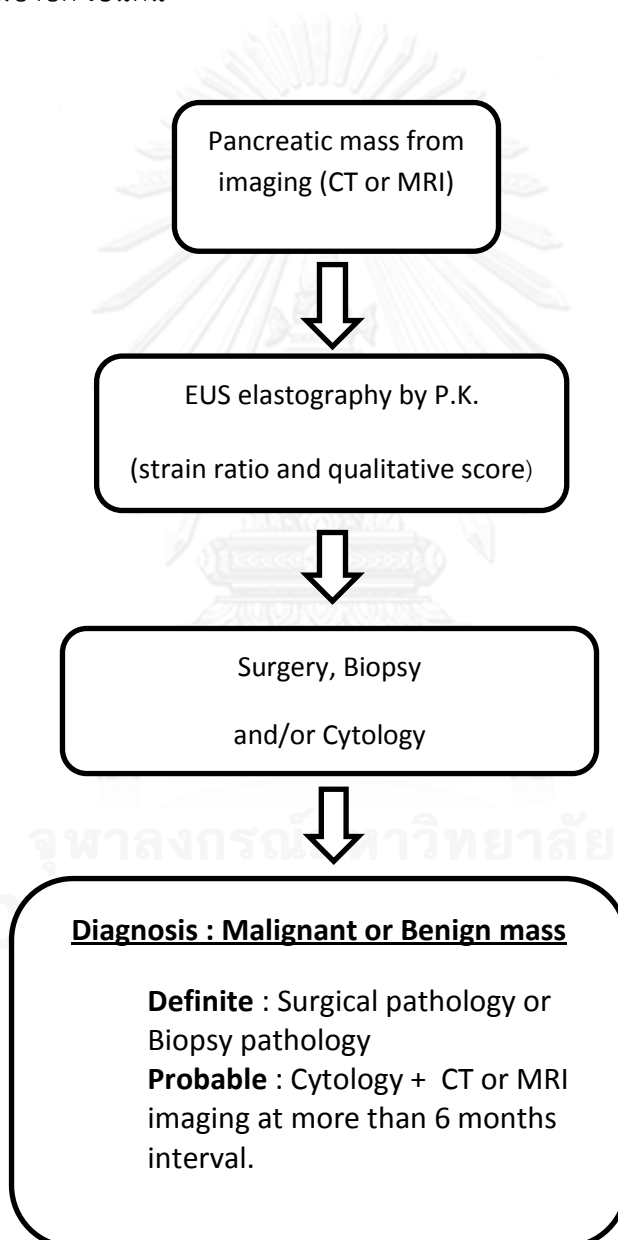 Pancreatic mass from
imaging (CT or MRI)
EUS elastography by P.K.
(strain ratio and qualitative score)
Surgery, Biopsy
and/or Cytology
Diagnosis : Malignant or Benign mass
Definite : Surgical pathology or
Biopsy pathology
Probable : Cytology + CT or MRI
imaging at more than 6 months
interval.